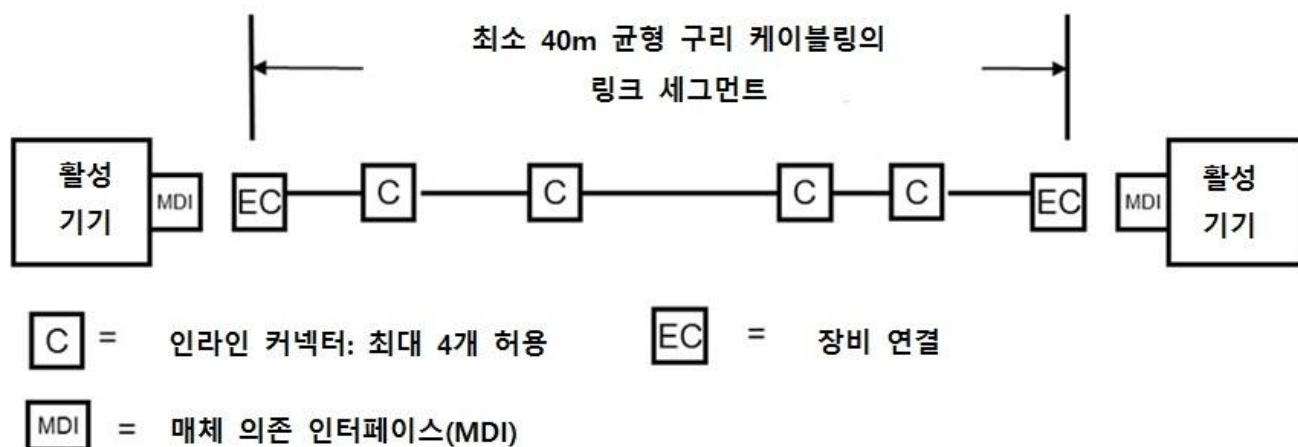 최소 40m 균형 구리 케이블링의
링크 세그먼트
활성
기기
MDI
EC
C
C
C
C
EC
MDI
활성
기기
C = 인라인 커넥터: 최대 4개 허용
EC = 장비 연결
MDI = 매체 의존 인터페이스(MDI)